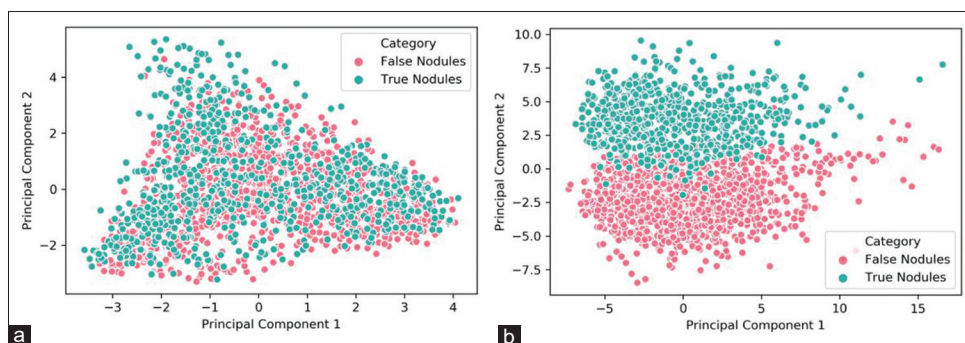 Category
False Nodules
True Nodules
Principal Component 2
4
2
0
−2
−3
−2
−1
0
1
2
3
4
Principal Component 1
a
Category
False Nodules
True Nodules
Principal Component 2
10.0
7.5
5.0
2.5
0.0
−2.5
−5.0
−7.5
−5
0
5
10
15
Principal Component 1
b